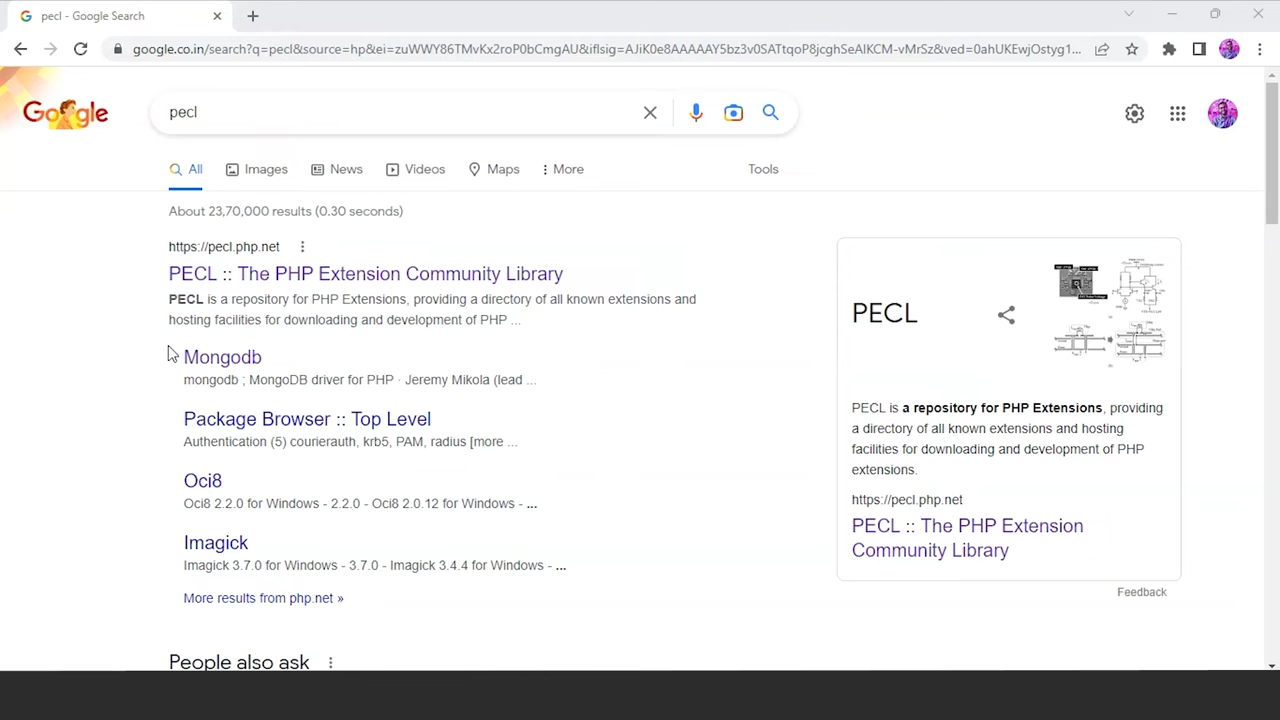 pecl - Google Search
google.co.in/search?q=pecl&source=hp&ei=zuWWY86TMvKx2roP0bCmgAU&iflsig=AJiK0e8AAAAAY5bz3v0SATtqoP8jcghSeAlKCM-vMrSz&ved=0ahUKEwjOstyg1...
Google
pecl
All
Images
News
Videos
Maps
More
Tools
About 23,70,000 results (0.30 seconds)
https://pecl.php.net
PECL :: The PHP Extension Community Library
PECL is a repository for PHP Extensions, providing a directory of all known extensions and
hosting facilities for downloading and development of PHP ...
Mongodb
mongodb ; MongoDB driver for PHP · Jeremy Mikola (lead ...
Package Browser :: Top Level
Authentication (5) courierauth, krb5, PAM, radius [more ...
Oci8
Oci8 2.2.0 for Windows - 2.2.0 - Oci8 2.0.12 for Windows - ...
Imagick
Imagick 3.7.0 for Windows - 3.7.0 - Imagick 3.4.4 for Windows - ...
More results from php.net »
People also ask
PECL
PECL is a repository for PHP Extensions, providing
a directory of all known extensions and hosting
facilities for downloading and development of PHP
extensions.
https://pecl.php.net
PECL :: The PHP Extension
Community Library
Feedback